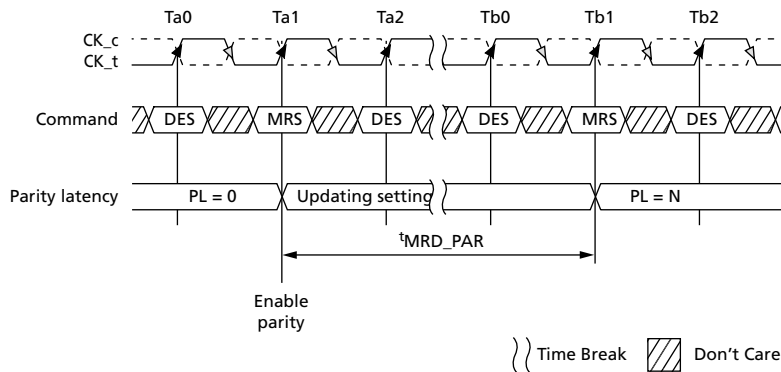 Ta0 Ta1 Ta2 Tb0 Tb1 Tb2
CK_c
CK_t
Command DES MRS DES DES MRS DES
Parity latency PL = 0 Updating setting PL = N
tMRD_PAR
Enable
parity
Time Break Don't Care